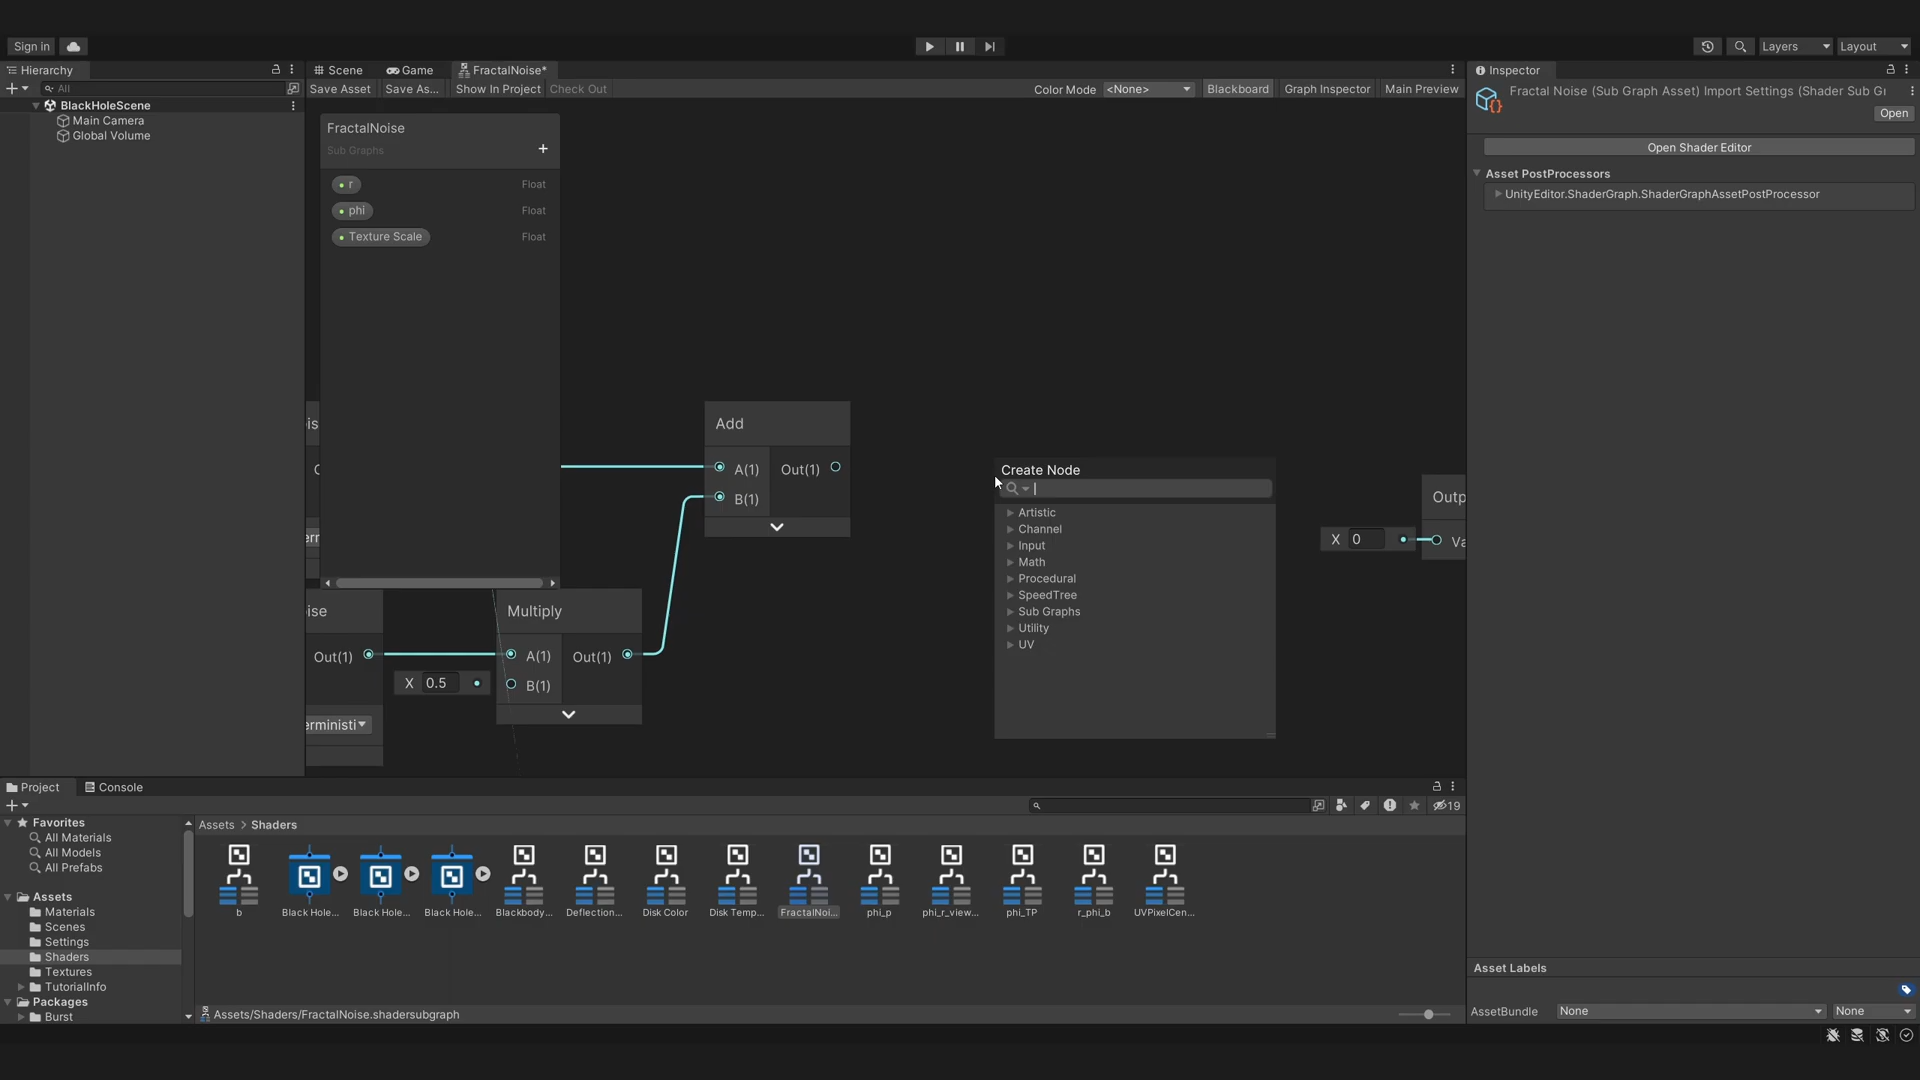 Sign in
Layers
Layout
Hierarchy
All
BlackHoleScene
Main Camera
Global Volume
Scene
Game
FractalNoise*
Save Asset
Save As...
Show In Project
Check Out
Color Mode
<None>
Blackboard
Graph Inspector
Main Preview
FractalNoise
Sub Graphs
+
r
Float
phi
Float
Texture Scale
Float
Add
A(1)
Out(1)
B(1)
Out(1)
X 0.5
Multiply
A(1)
Out(1)
B(1)
Create Node
Artistic
Channel
Input
Math
Procedural
SpeedTree
Sub Graphs
Utility
UV
X 0
Outp
Va
Inspector
Fractal Noise (Sub Graph Asset) Import Settings (Shader Sub Gr
Open
Open Shader Editor
Asset PostProcessors
UnityEditor.ShaderGraph.ShaderGraphAssetPostProcessor
Asset Labels
AssetBundle
None
None
Project
Console
19
Favorites
All Materials
All Models
All Prefabs
Assets
Materials
Scenes
Settings
Shaders
Textures
TutorialInfo
Packages
Burst
Assets > Shaders
b
Black Hole...
Black Hole...
Black Hole...
Blackbody...
Deflection...
Disk Color
Disk Temp...
FractalNoi...
phi_p
phi_r_view...
phi_TP
r_phi_b
UVPixelCen...
Assets/Shaders/FractalNoise.shadersubgraph